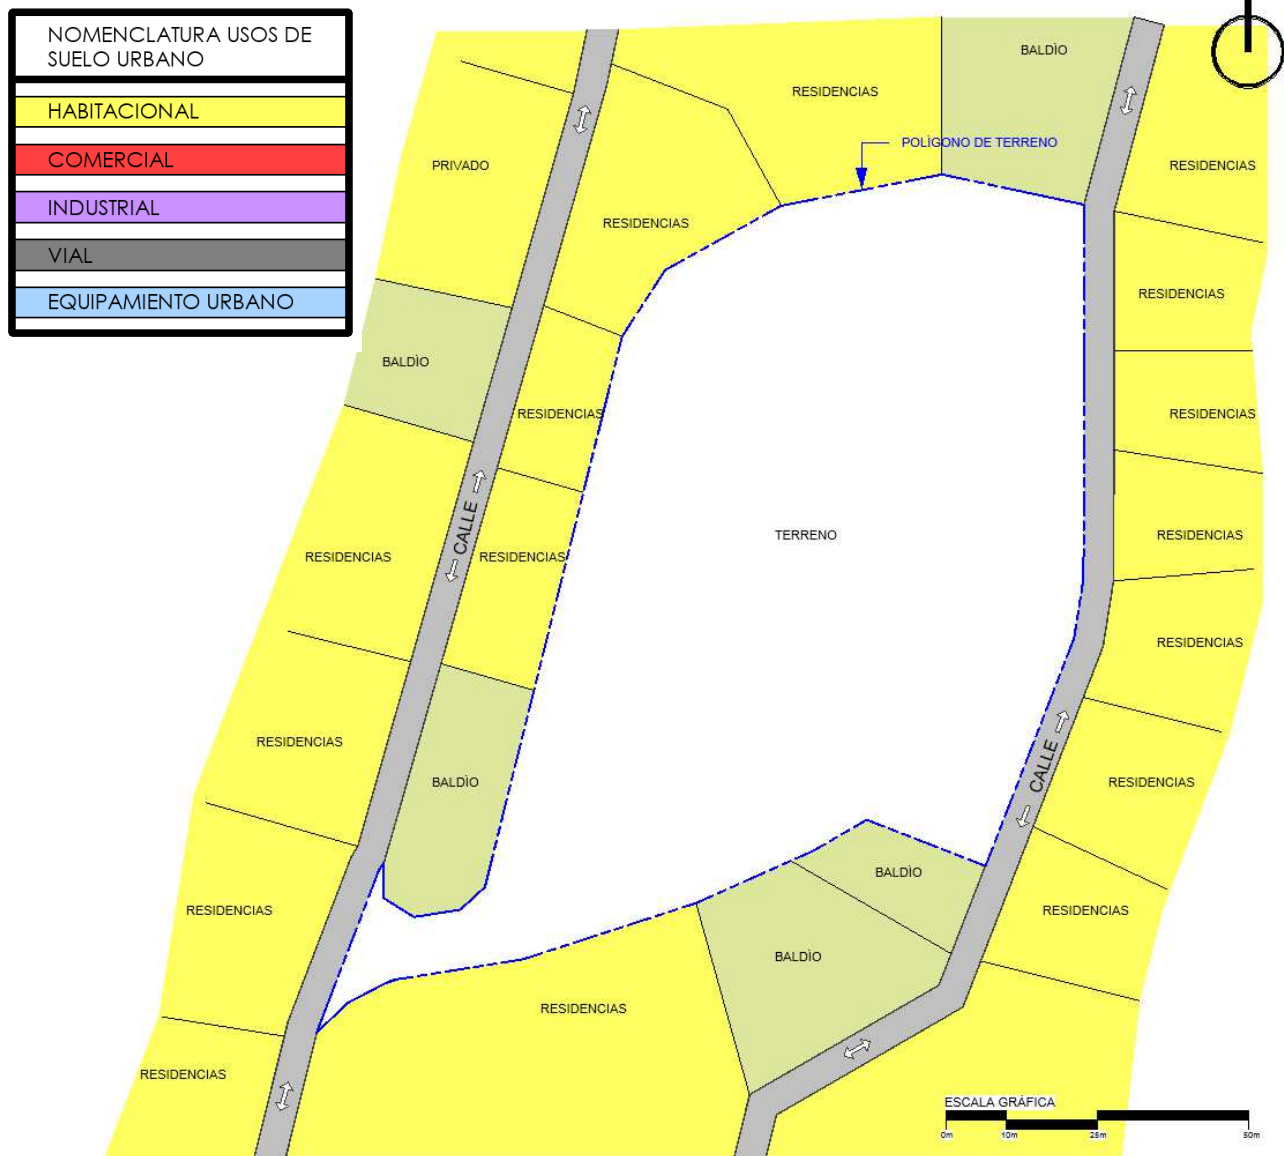 NOMENCLATURA USOS DE
SUELO URBANO
HABITACIONAL
COMERCIAL
INDUSTRIAL
VIAL
EQUIPAMIENTO URBANO
BALDÌO
RESIDENCIAS
POLÌGONO DE TERRENO
PRIVADO
RESIDENCIAS
RESIDENCIAS
RESIDENCIAS
BALDÌO
RESIDENCIAS
RESIDENCIAS
CALLE
TERRENO
RESIDENCIAS
RESIDENCIAS
RESIDENCIAS
RESIDENCIAS
RESIDENCIAS
BALDÌO
CALLE
RESIDENCIAS
BALDÌO
RESIDENCIAS
RESIDENCIAS
BALDÌO
RESIDENCIAS
RESIDENCIAS
ESCALA GRÁFICA
0m 10m 25m 50m